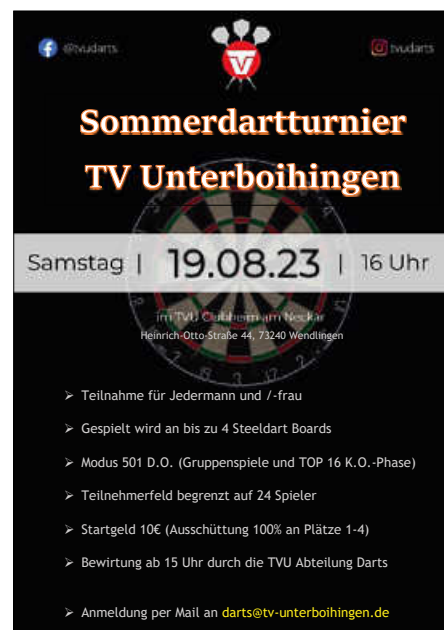 @tvudarts
tvudarts
Sommerdartturnier
TV Unterboihingen
Samstag | 19.08.23 | 16 Uhr
im TVU Clubheim am Neckar
Heinrich-Otto-Straße 44, 73240 Wendlingen
➢ Teilnahme für Jedermann und /-frau
➢ Gespielt wird an bis zu 4 Steeldart Boards
➢ Modus 501 D.O. (Gruppenspiele und TOP 16 K.O.-Phase)
➢ Teilnehmerfeld begrenzt auf 24 Spieler
➢ Startgeld 10€ (Ausschüttung 100% an Plätze 1-4)
➢ Bewirtung ab 15 Uhr durch die TVU Abteilung Darts
➢ Anmeldung per Mail an darts@tv-unterboihingen.de